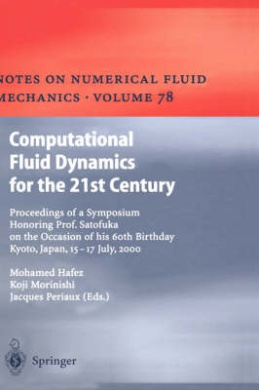 NOTES ON NUMERICAL FLUID
MECHANICS · VOLUME 78
Computational
Fluid Dynamics
for the 21st Century
Proceedings of a Symposium
Honoring Prof. Satofuka
on the Occasion of his 60th Birthday
Kyoto, Japan, 15–17 July, 2000
Mohamed Hafez
Koji Morinishi
Jacques Periaux (Eds.)
Springer